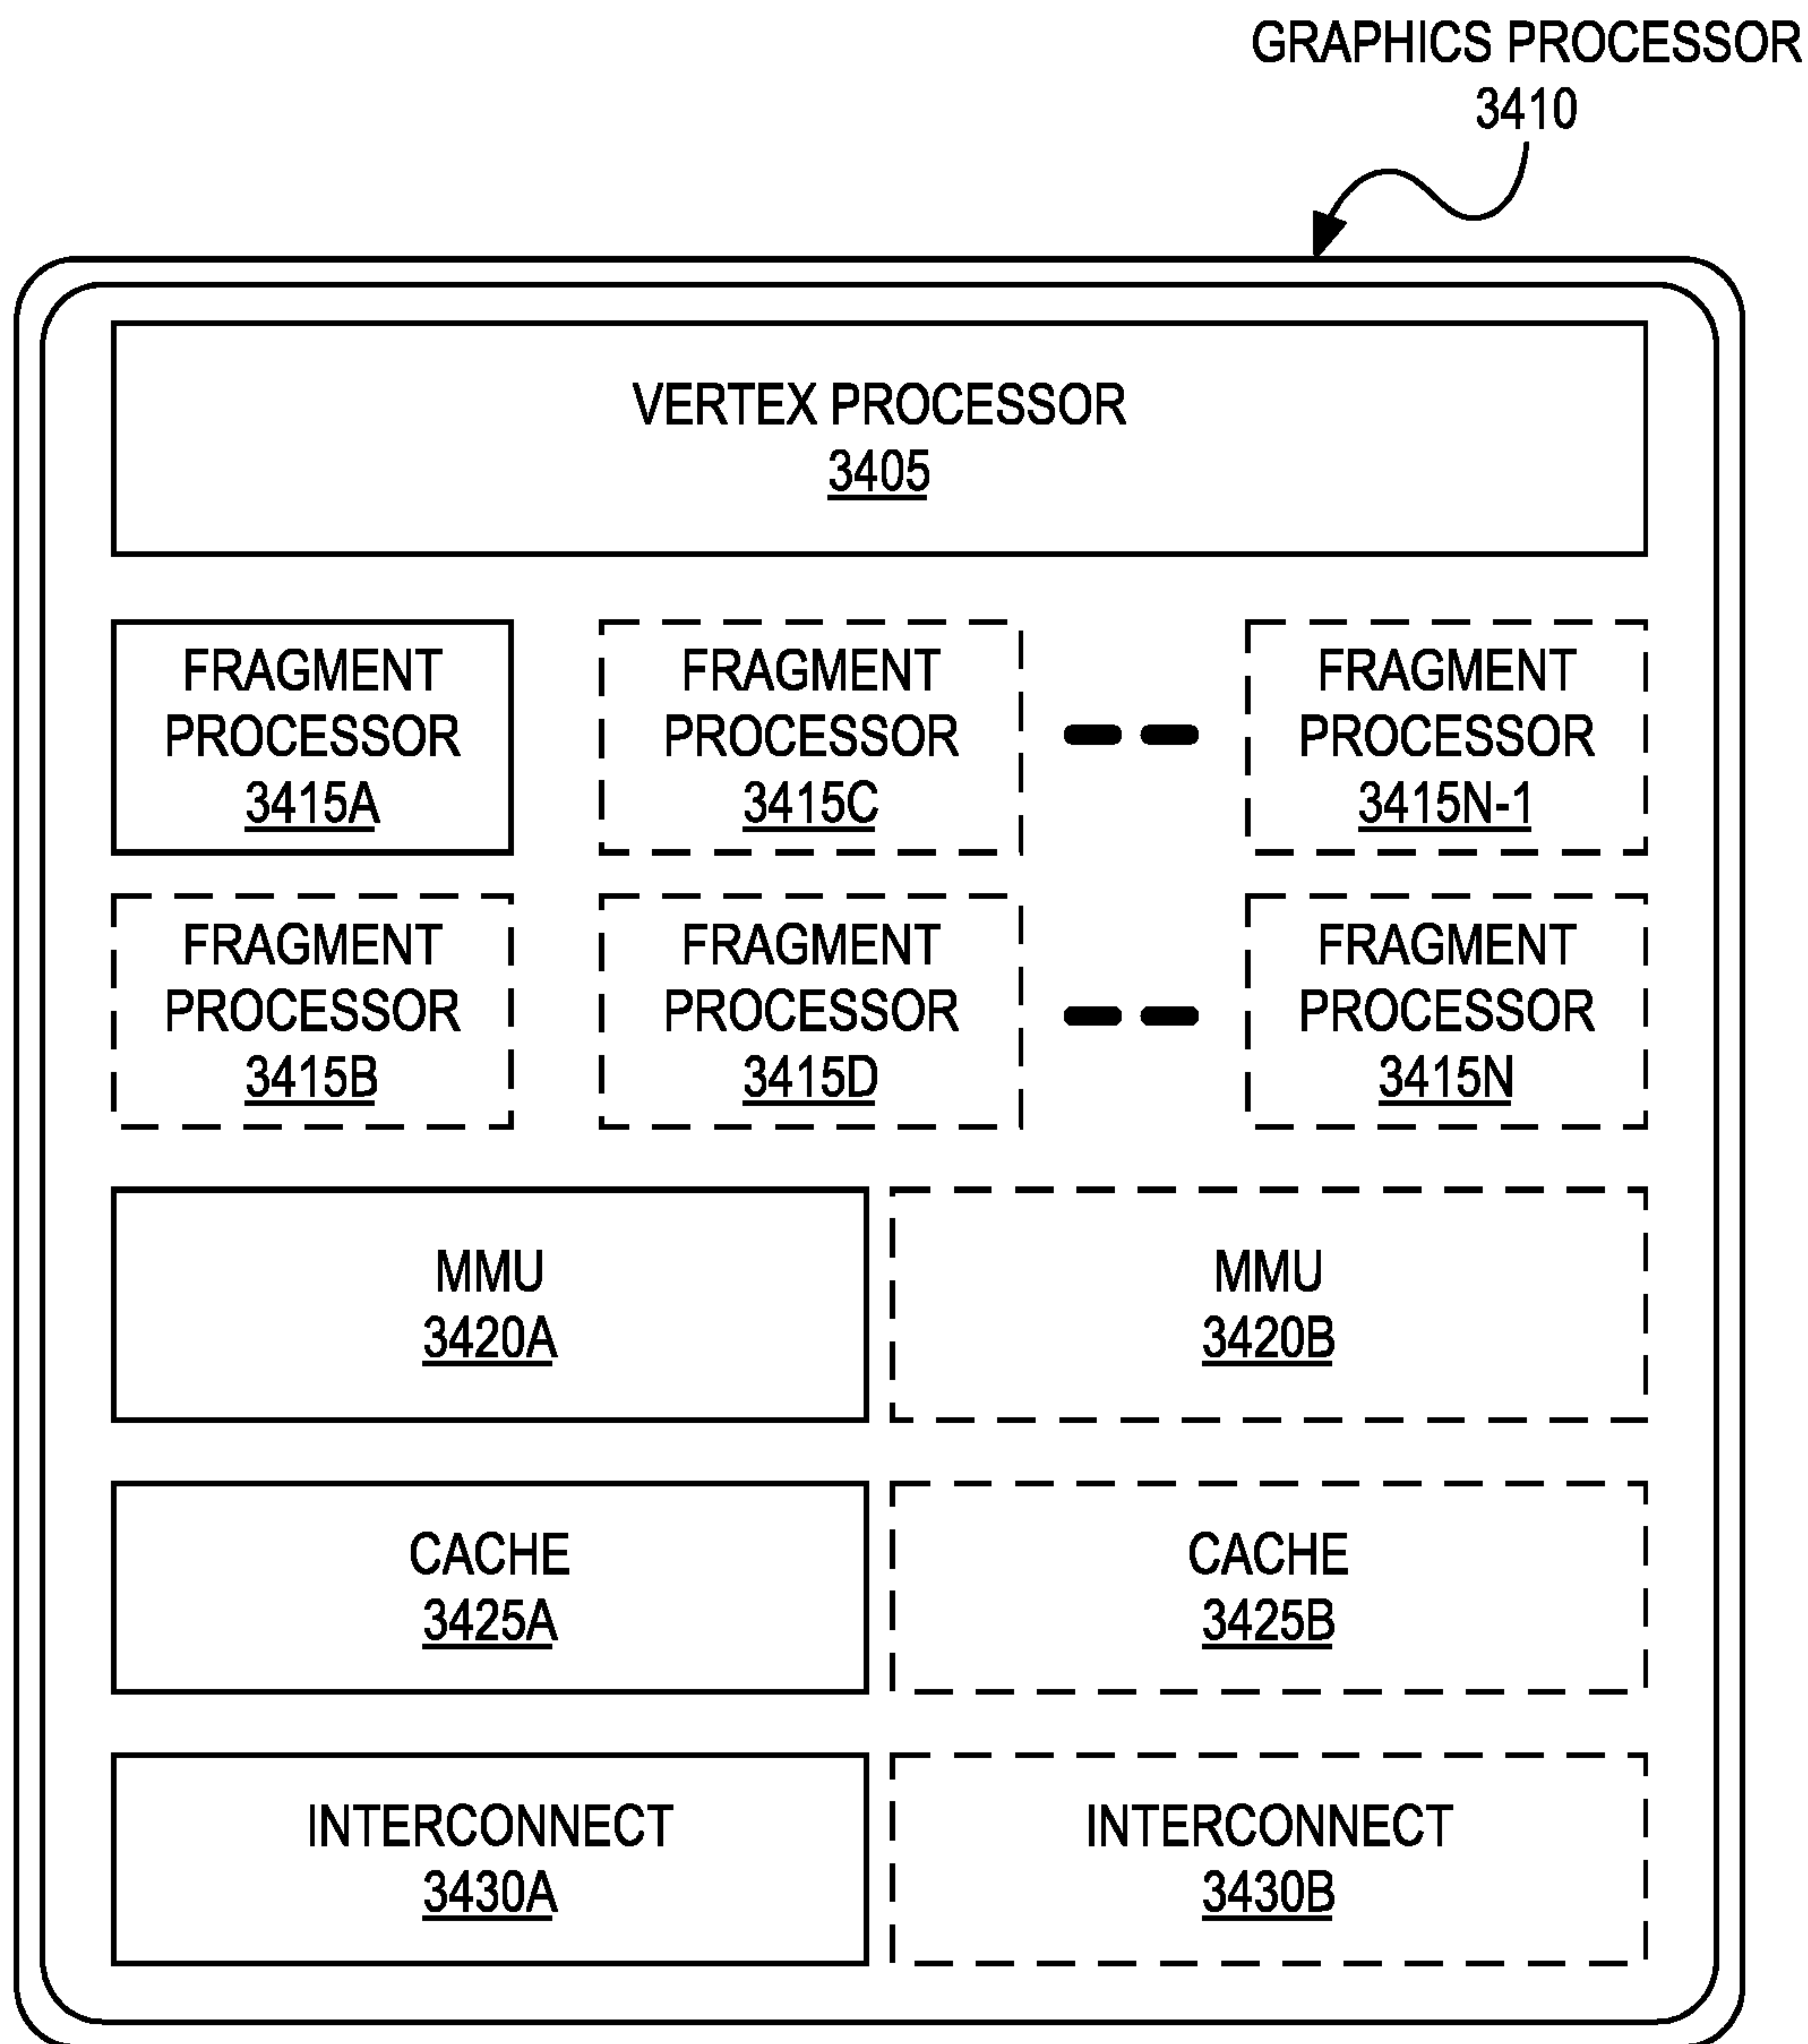 GRAPHICS PROCESSOR
3410
VERTEX PROCESSOR
3405
FRAGMENT
PROCESSOR
3415A
FRAGMENT
PROCESSOR
3415C
FRAGMENT
PROCESSOR
3415N-1
FRAGMENT
PROCESSOR
3415B
FRAGMENT
PROCESSOR
3415D
FRAGMENT
PROCESSOR
3415N
MMU
3420A
MMU
3420B
CACHE
3425A
CACHE
3425B
INTERCONNECT
3430A
INTERCONNECT
3430B